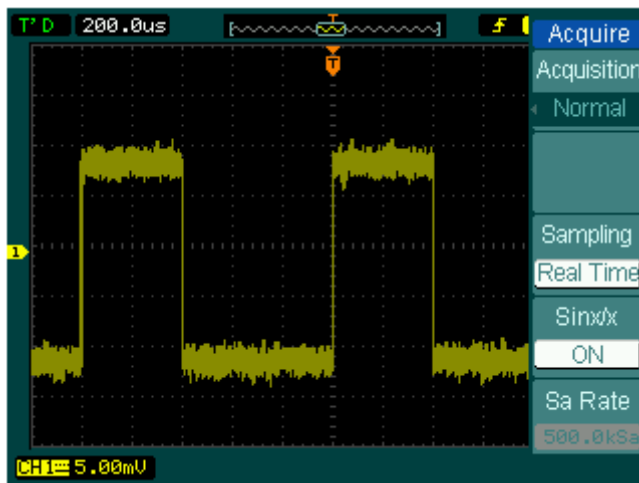 T'D 200.0us
T
T
Acquire
Acquisition
Normal
1
Sampling
Real Time
Sinx/x
ON
Sa Rate
500.0kSa
CH1 5.00mV